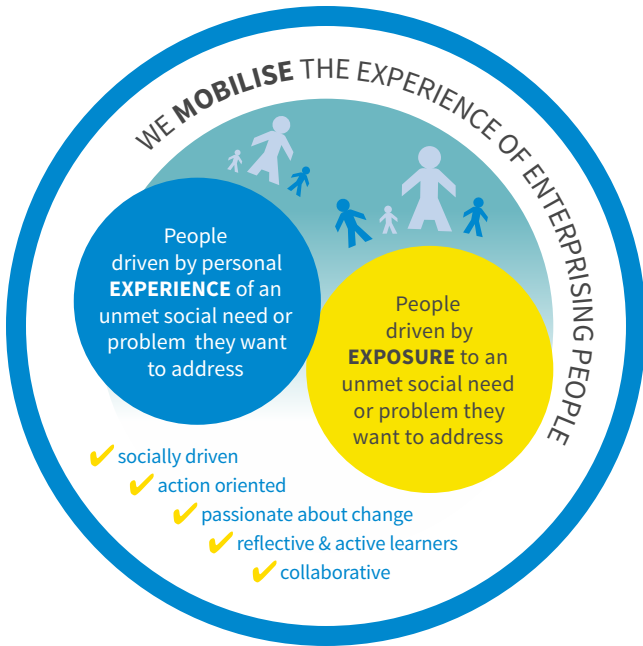 WE MOBILISE THE EXPERIENCE OF ENTERPRISING PEOPLE
People
driven by personal
EXPERIENCE of an
unmet social need or
problem they want
to address
People
driven by
EXPOSURE to an
unmet social need
or problem they
want to address
socially driven
action oriented
passionate about change
reflective & active learners
collaborative